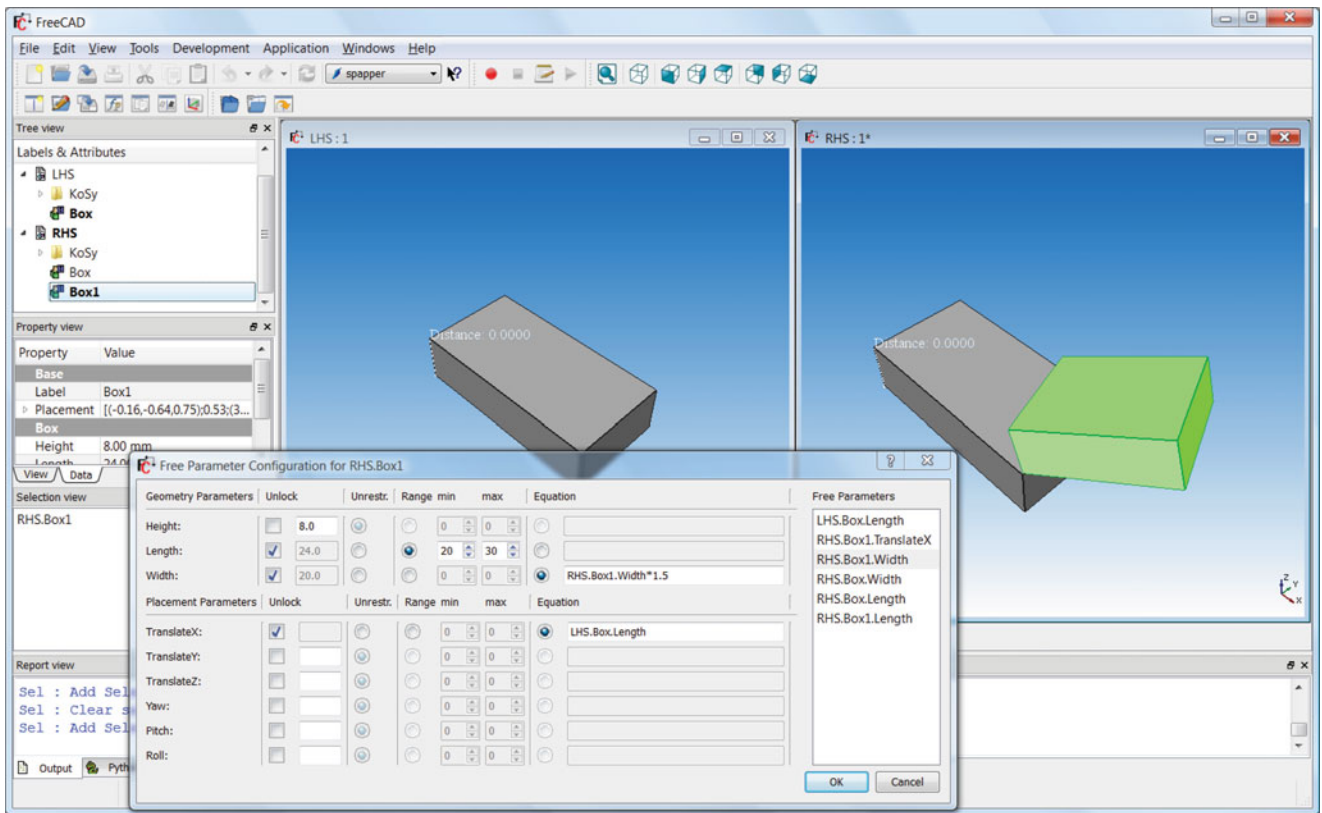 FreeCAD
File Edit View Tools Development Application Windows Help
spapper
Tree view
Labels & Attributes
LHS
KoSy
Box
RHS
KoSy
Box
Box1
Property view
Property Value
Base
Label Box1
Placement [(-0.16,-0.64,0.75);0.53;(3...
Box
Height 8.00 mm
Length
View Data
Selection view
RHS.Box1
Report view
Sel : Add Sel
Sel : Clear s
Sel : Add Sel
Output Pyth
LHS : 1
Distance: 0.0000
RHS : 1*
Distance: 0.0000
Z Y
X
Free Parameter Configuration for RHS.Box1
Geometry Parameters Unlock Unrestr. Range min max Equation
Height: 8.0 0 0
Length: 24.0 20 30
Width: 20.0 0 0 RHS.Box1.Width*1.5
Placement Parameters Unlock Unrestr. Range min max Equation
TranslateX: 0 0 LHS.Box.Length
TranslateY: 0 0
TranslateZ: 0 0
Yaw: 0 0
Pitch: 0 0
Roll: 0 0
Free Parameters
LHS.Box.Length
RHS.Box1.TranslateX
RHS.Box1.Width
RHS.Box.Width
RHS.Box.Length
RHS.Box1.Length
OK Cancel